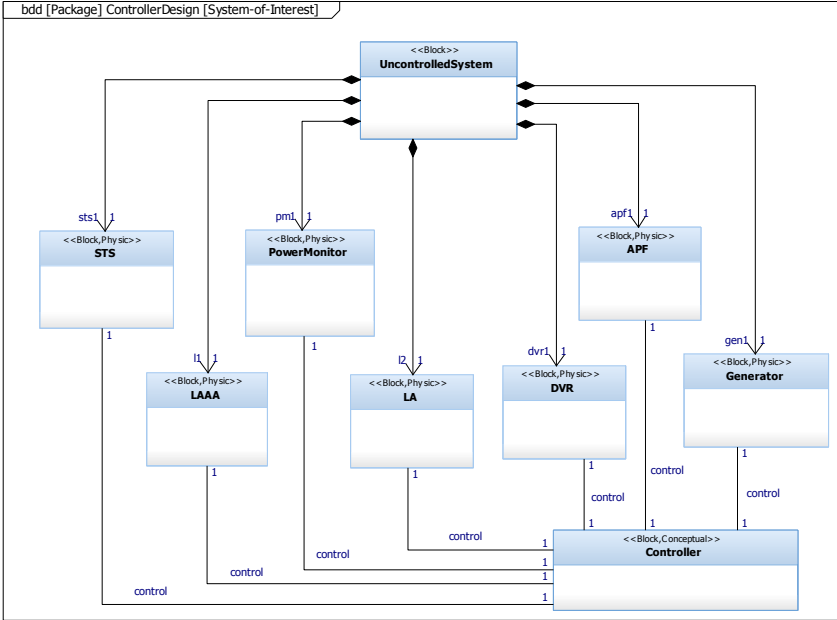 bdd [Package] ControllerDesign [System-of-Interest]
<<Block>>
UncontrolledSystem
sts1 1
pm1 1
apf1 1
<<Block,Physic>>
STS
<<Block,Physic>>
PowerMonitor
<<Block,Physic>>
APF
l1 1
l2 1
dvr1 1
gen1 1
<<Block,Physic>>
LAAA
<<Block,Physic>>
LA
<<Block,Physic>>
DVR
<<Block,Physic>>
Generator
1
1
1
1
1
1
1
control
control
control
control
control
control
control
1
1
1
1
1
1
1
<<Block,Conceptual>>
Controller